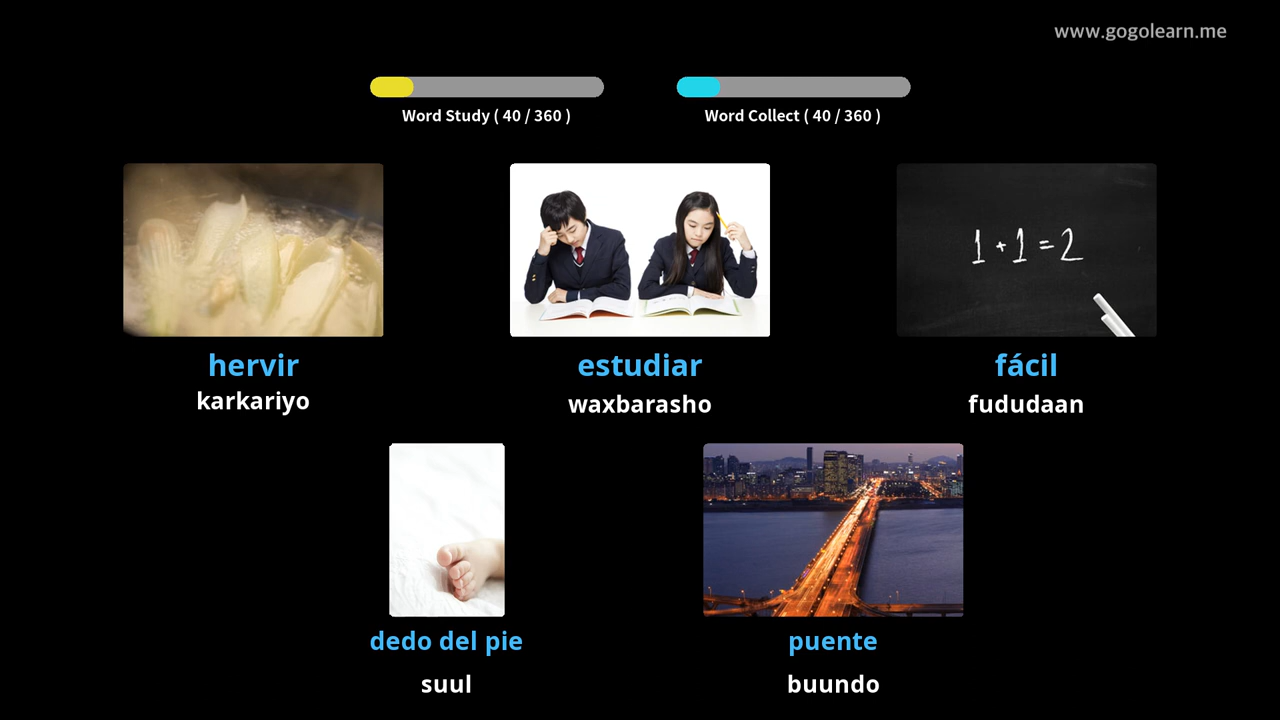 www.gogolearn.me
Word Study ( 40 / 360 )
Word Collect ( 40 / 360 )
1 + 1 = 2
hervir
karkariyo
estudiar
waxbarasho
fácil
fududaan
dedo del pie
suul
puente
buundo